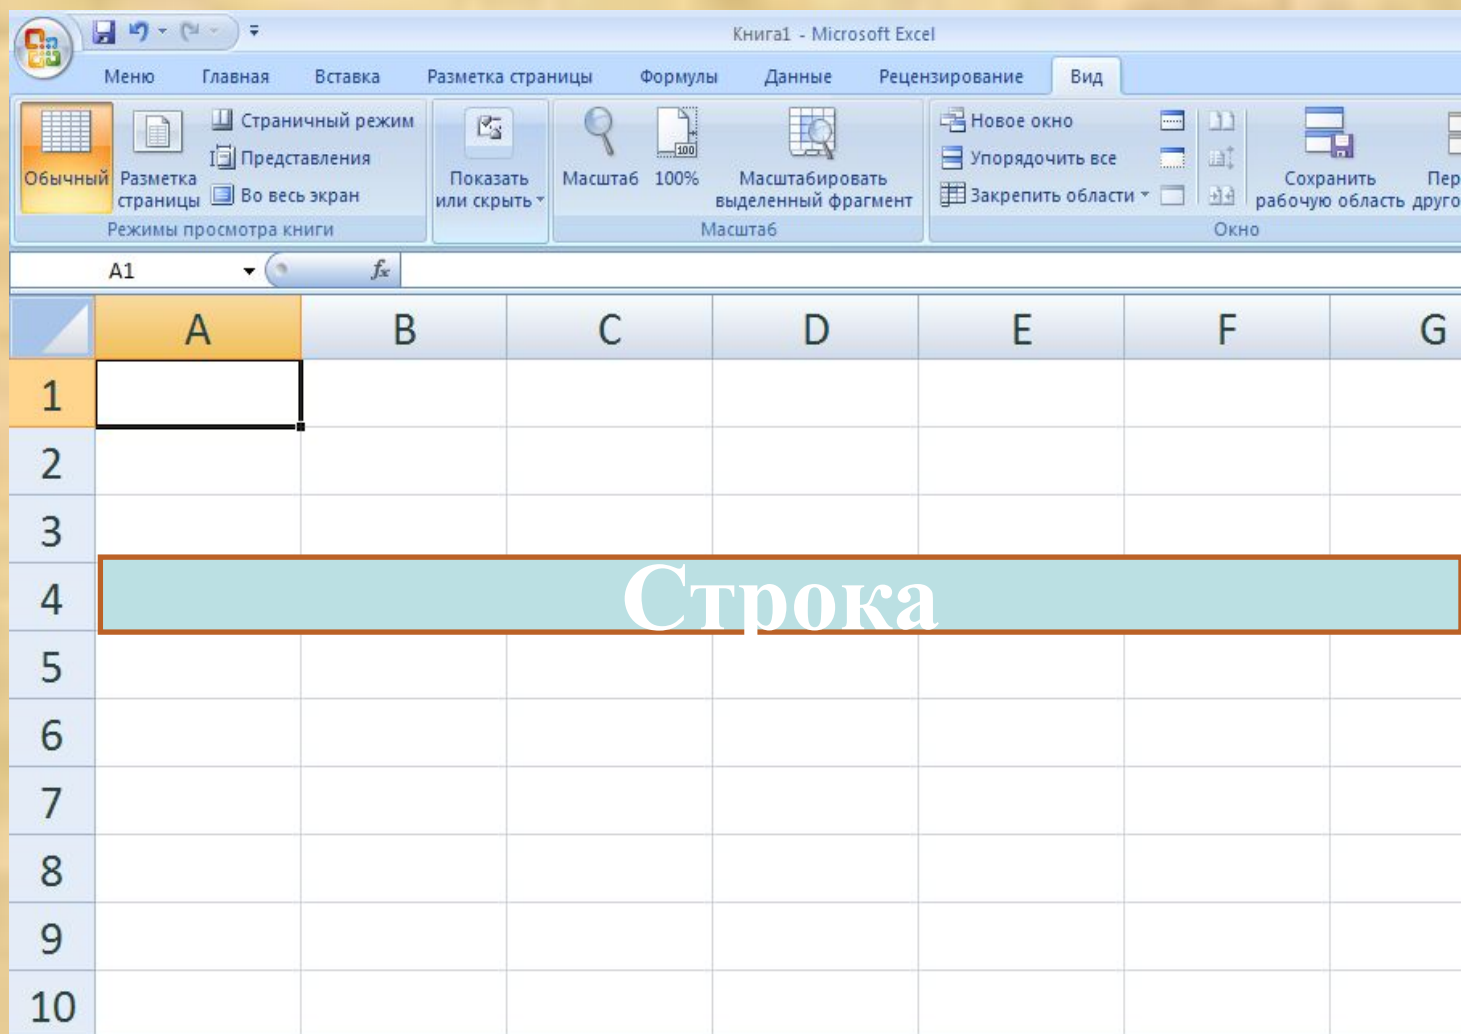 Книга1 - Microsoft Excel
Меню Главная Вставка Разметка страницы Формулы Данные Рецензирование Вид
Обычный
Разметка
страницы
Страничный режим
Представления
Во весь экран
Режимы просмотра книги
Показать
или скрыть
Масштаб
100
100%
Масштабировать
выделенный фрагмент
Масштаб
Новое окно
Упорядочить все
Закрепить области
Сохранить
рабочую область
Пер
друго
Окно
A1 fx
A B C D E F G
1
2
3
4 Строка
5
6
7
8
9
10